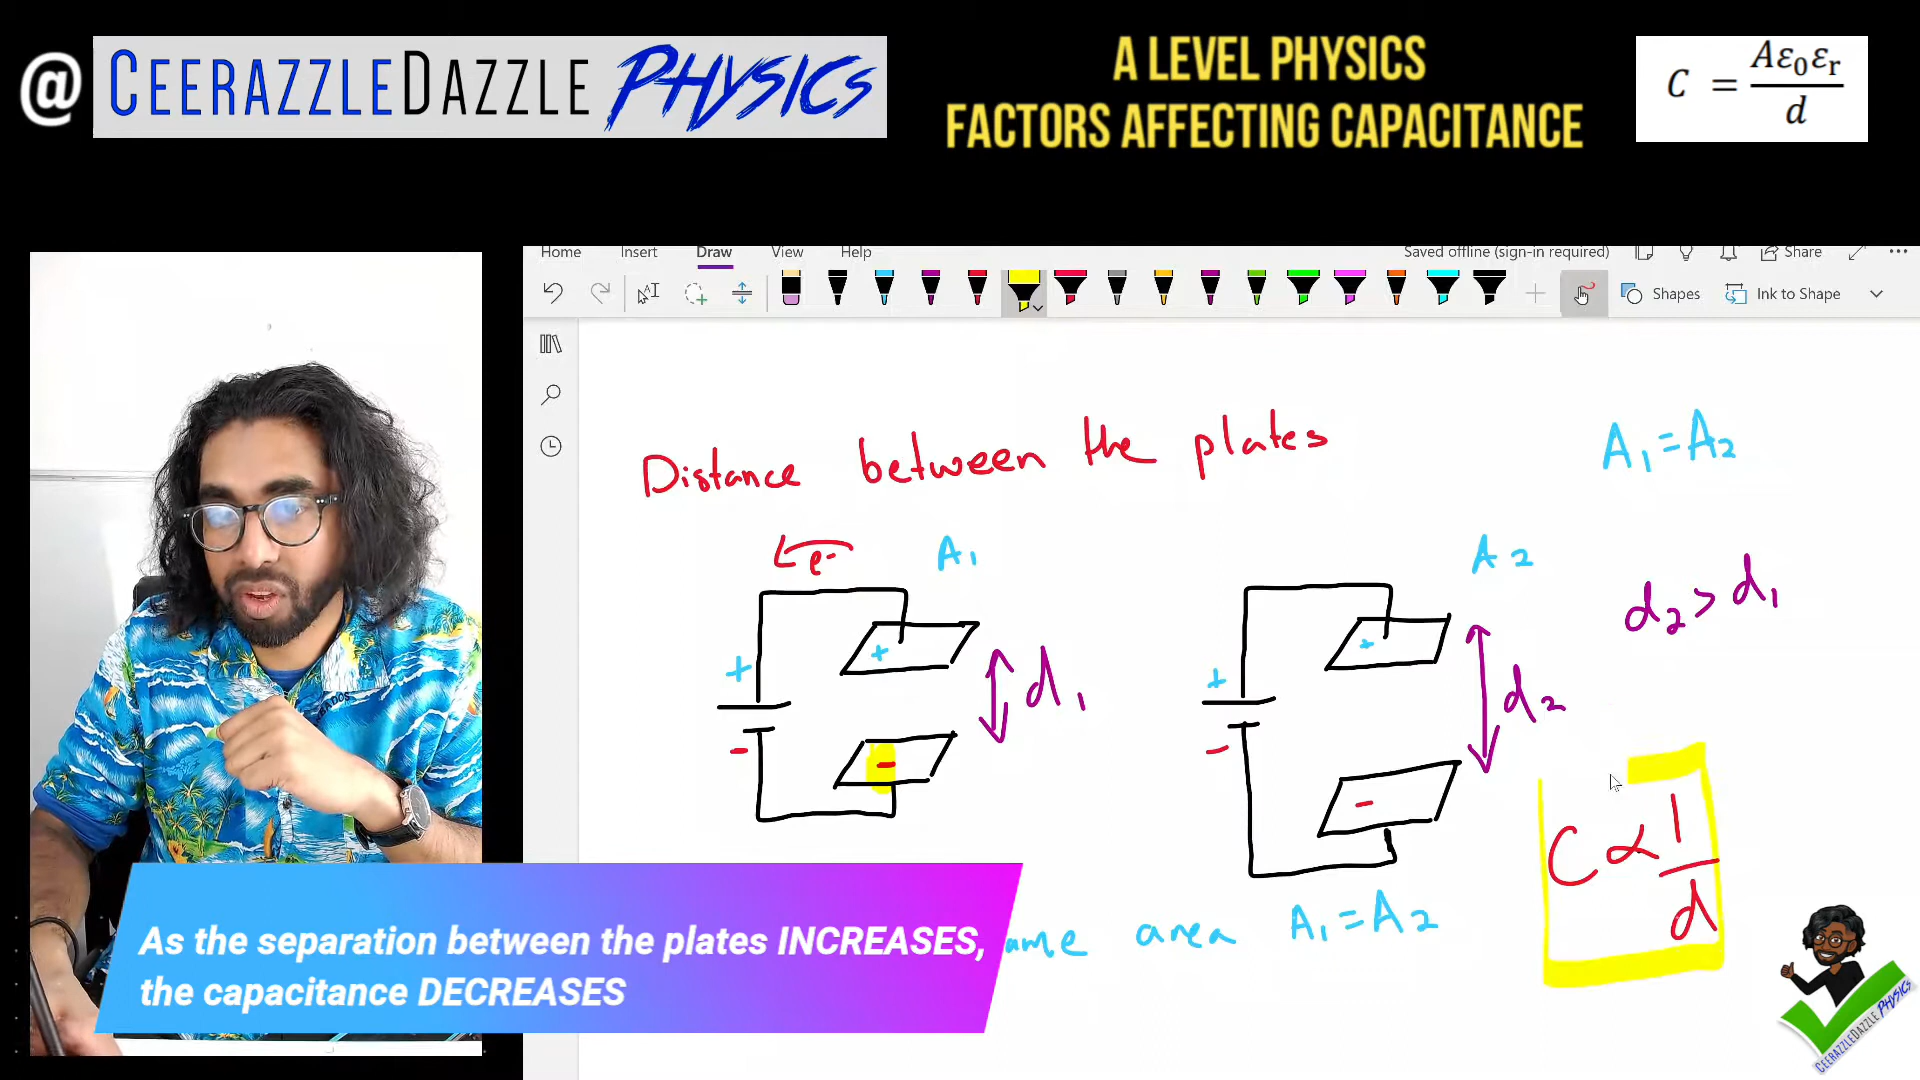 @ CEERAZZLEDAZZLE PHYSICS
A LEVEL PHYSICS
FACTORS AFFECTING CAPACITANCE
C = Aε₀εᵣ / d
Home Insert Draw View Help
Saved offline (sign-in required) Share
Shapes Ink to Shape
Distance between the plates
A₁=A₂
e⁻
A₁
A₂
d₂ > d₁
+ + d₁
+ + d₂
- -
- -
C ∝ 1/d
ame area A₁=A₂
As the separation between the plates INCREASES,
the capacitance DECREASES
CEERAZZLEDAZZLE PHYSICS